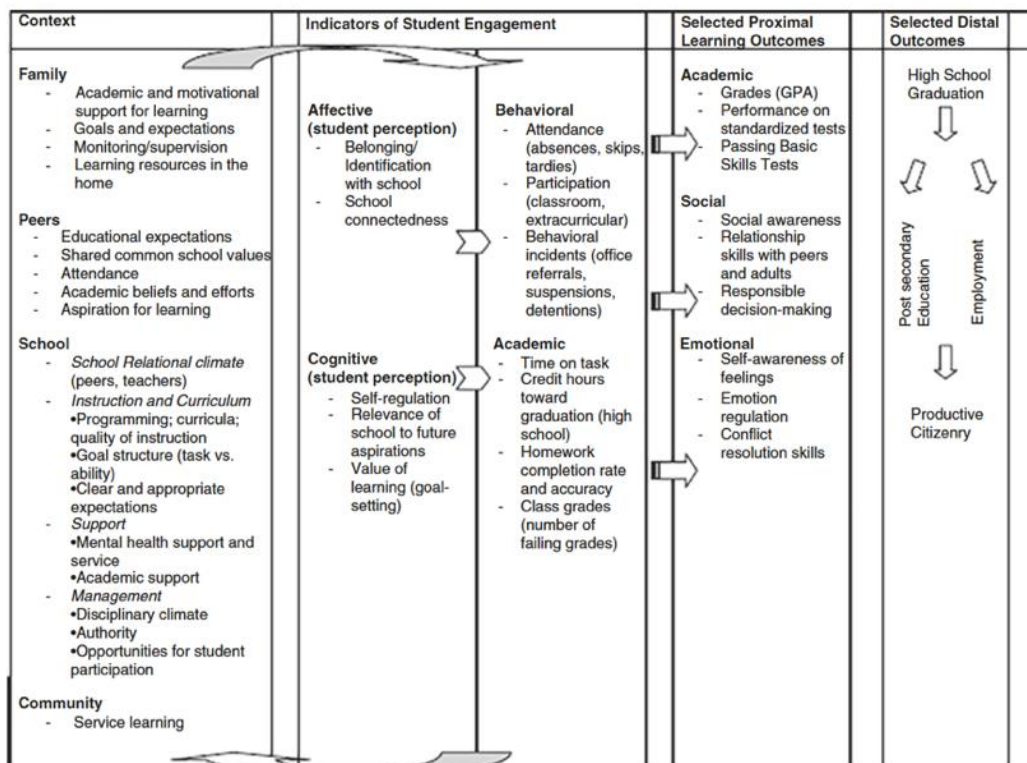 Context
Family
- Academic and motivational
support for learning
- Goals and expectations
- Monitoring/supervision
- Learning resources in the
home
Peers
- Educational expectations
- Shared common school values
- Attendance
- Academic beliefs and efforts
- Aspiration for learning
School
- School Relational climate
(peers, teachers)
- Instruction and Curriculum
•Programming; curricula;
quality of instruction
•Goal structure (task vs.
ability)
•Clear and appropriate
expectations
- Support
•Mental health support and
service
•Academic support
- Management
•Disciplinary climate
•Authority
•Opportunities for student
participation
Community
- Service learning
Indicators of Student Engagement
Affective
(student perception)
- Belonging/
Identification
with school
- School
connectedness
Cognitive
(student perception)
- Self-regulation
- Relevance of
school to future
aspirations
- Value of
learning (goal-
setting)
Behavioral
- Attendance
(absences, skips,
tardies)
- Participation
(classroom,
extracurricular)
- Behavioral
incidents (office
referrals,
suspensions,
detentions)
Academic
- Time on task
- Credit hours
toward
graduation (high
school)
- Homework
completion rate
and accuracy
- Class grades
(number of
failing grades)
Selected Proximal
Learning Outcomes
Academic
- Grades (GPA)
- Performance on
standardized tests
- Passing Basic
Skills Tests
Social
- Social awareness
- Relationship
skills with peers
and adults
- Responsible
decision-making
Emotional
- Self-awareness of
feelings
- Emotion
regulation
- Conflict
resolution skills
Selected Distal
Outcomes
High School
Graduation
Post secondary
Education
Employment
Productive
Citizenry